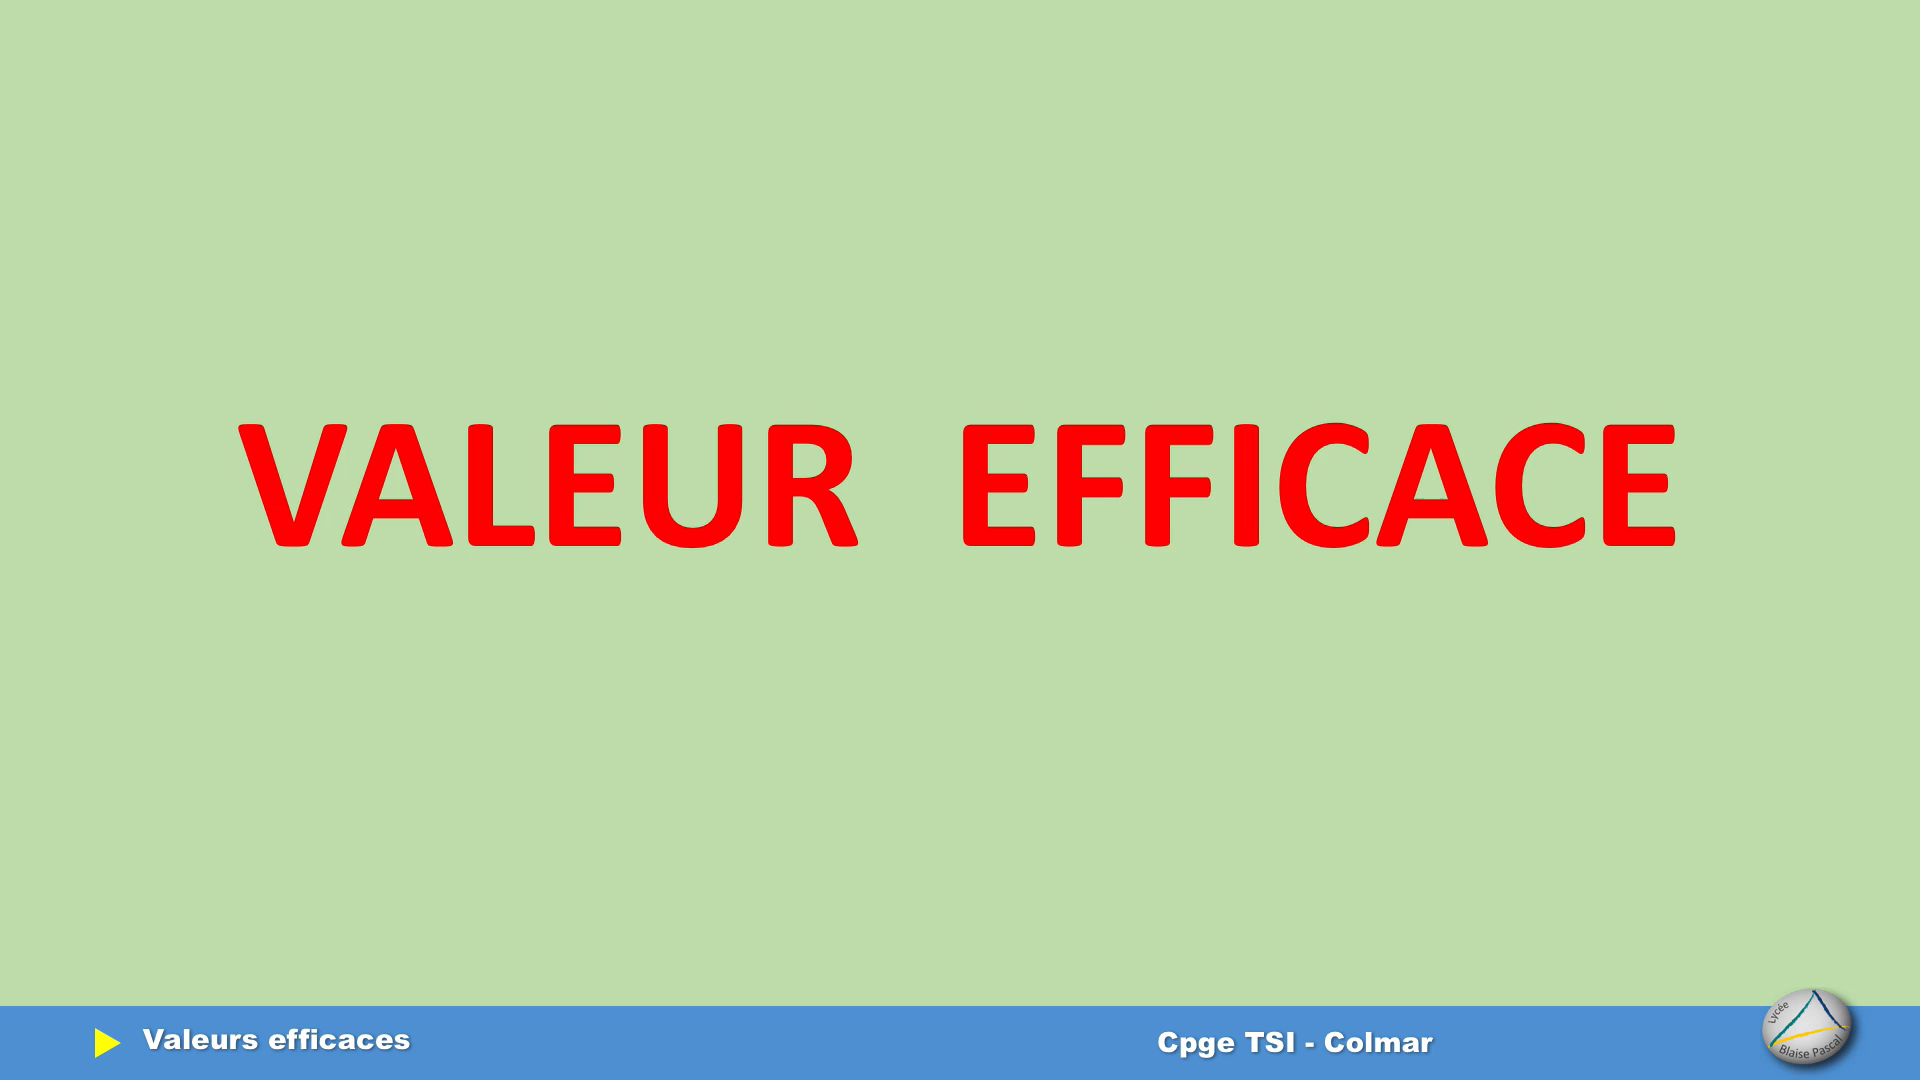 VALEUR EFFICACE
Valeurs efficaces
Cpge TSI - Colmar
Lycée
Blaise Pascal